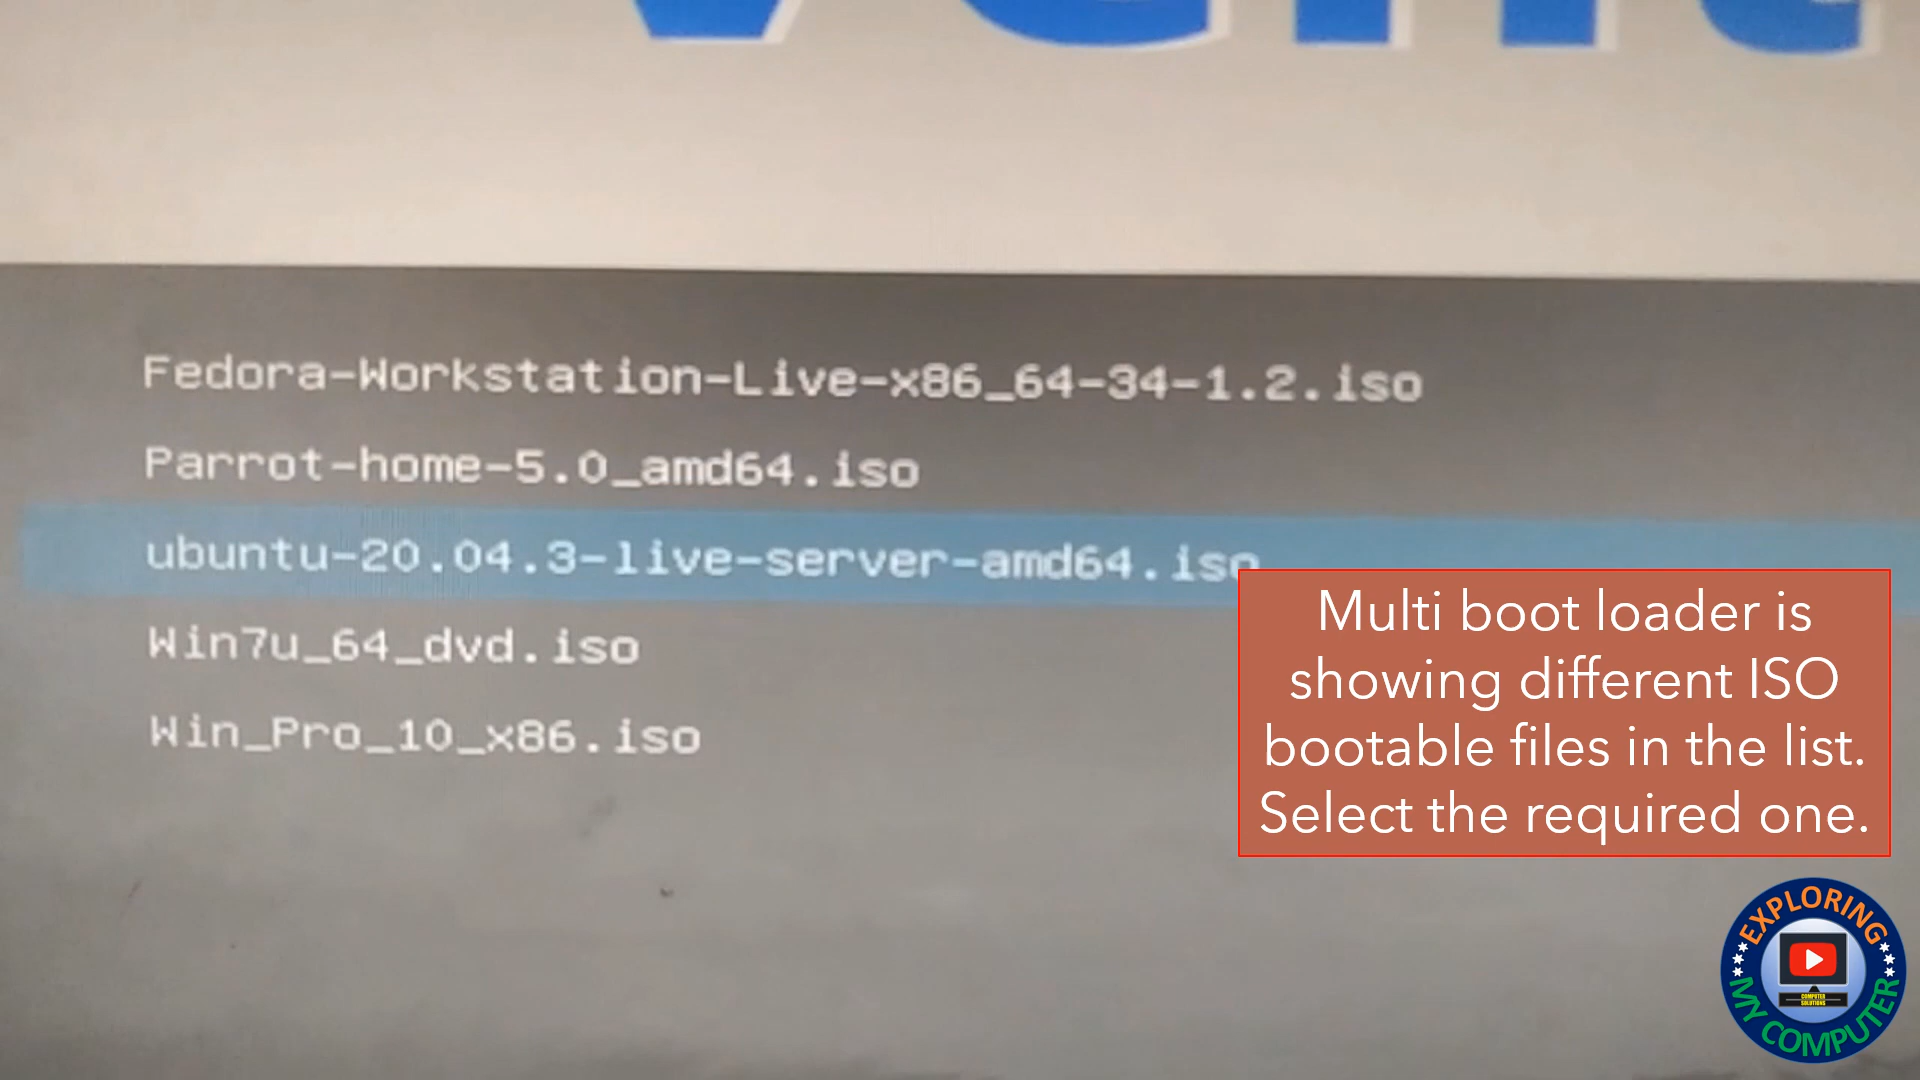 Fedora-Workstation-Live-x86_64-34-1.2.iso
Parrot-home-5.0_amd64.iso
ubuntu-20.04.3-live-server-amd64.iso
Win7u_64_dvd.iso
Win_Pro_10_x86.iso
Multi boot loader is
showing different ISO
bootable files in the list.
Select the required one.
EXPLORING
COMPUTER
SOLUTIONS
MY COMPUTER